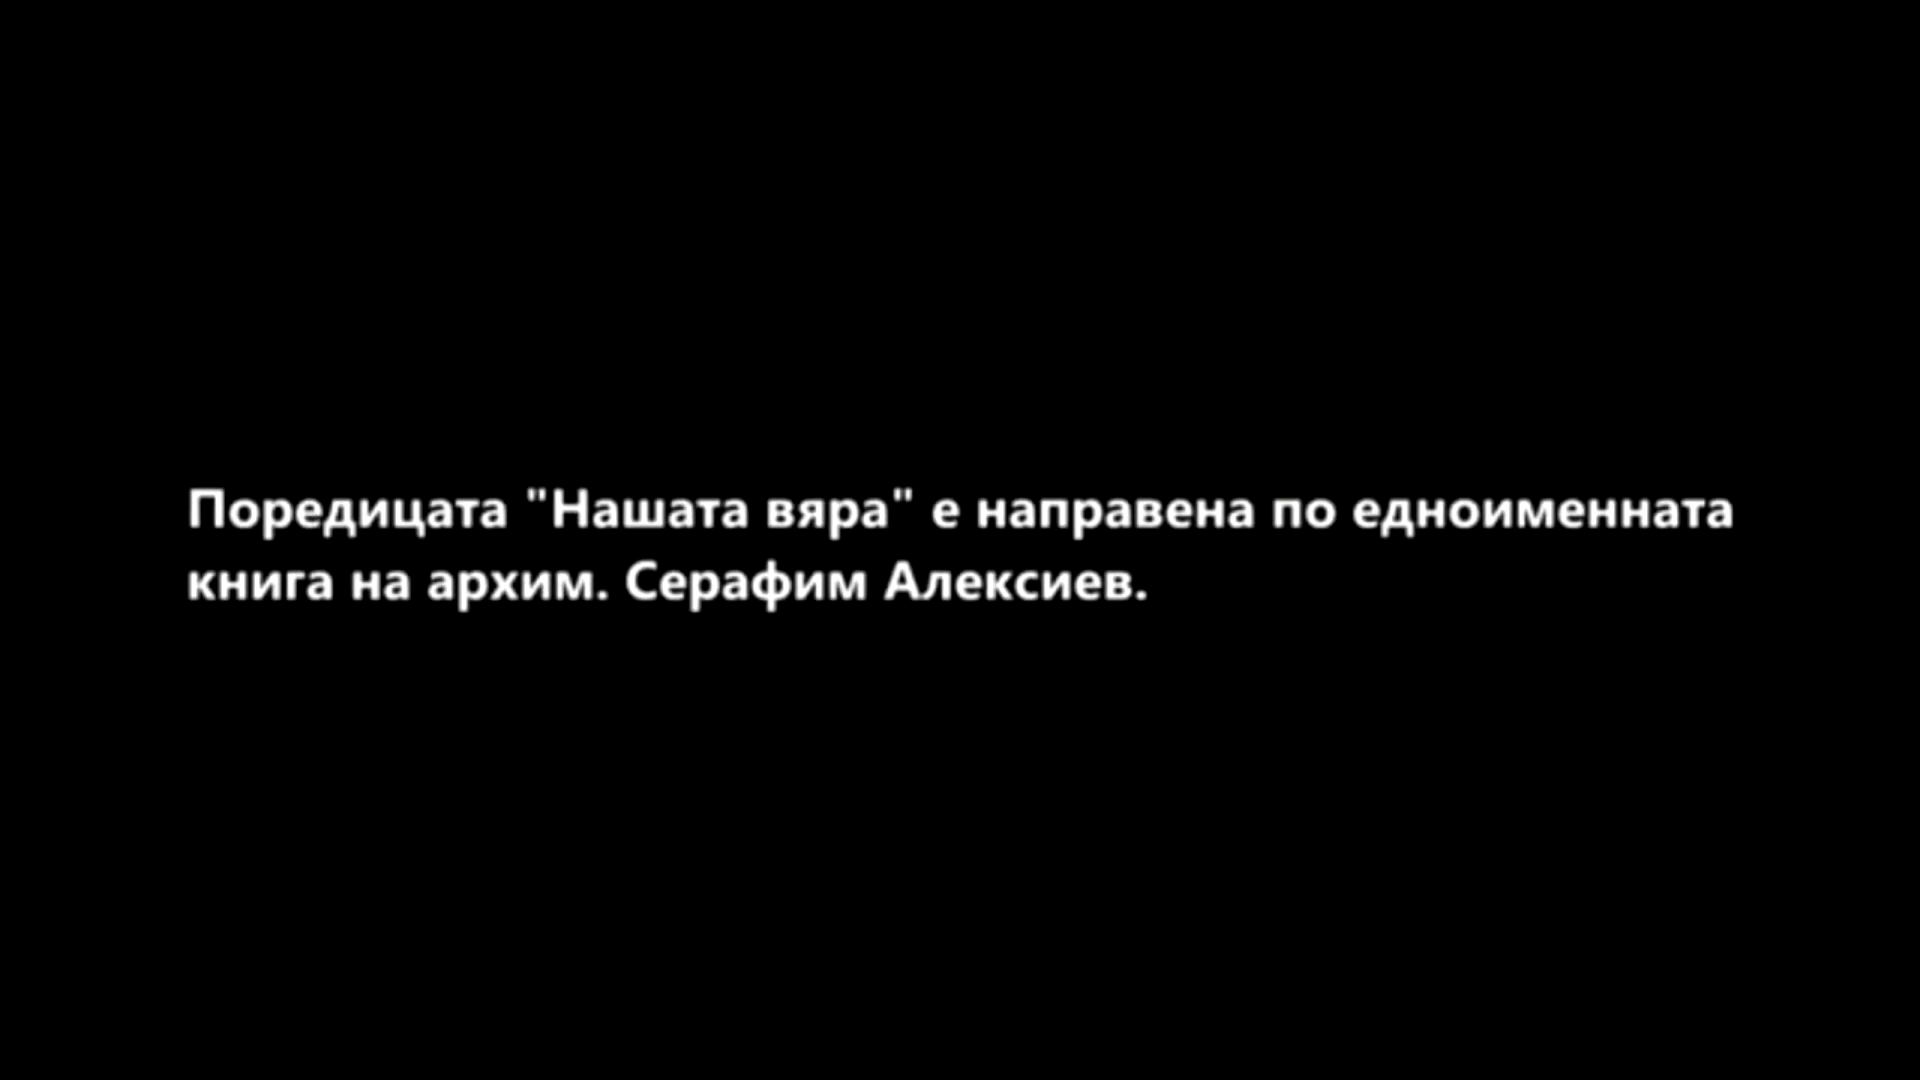 Поредицата "Нашата вяра" е направена по едноименната
книга на архим. Серафим Алексиев.